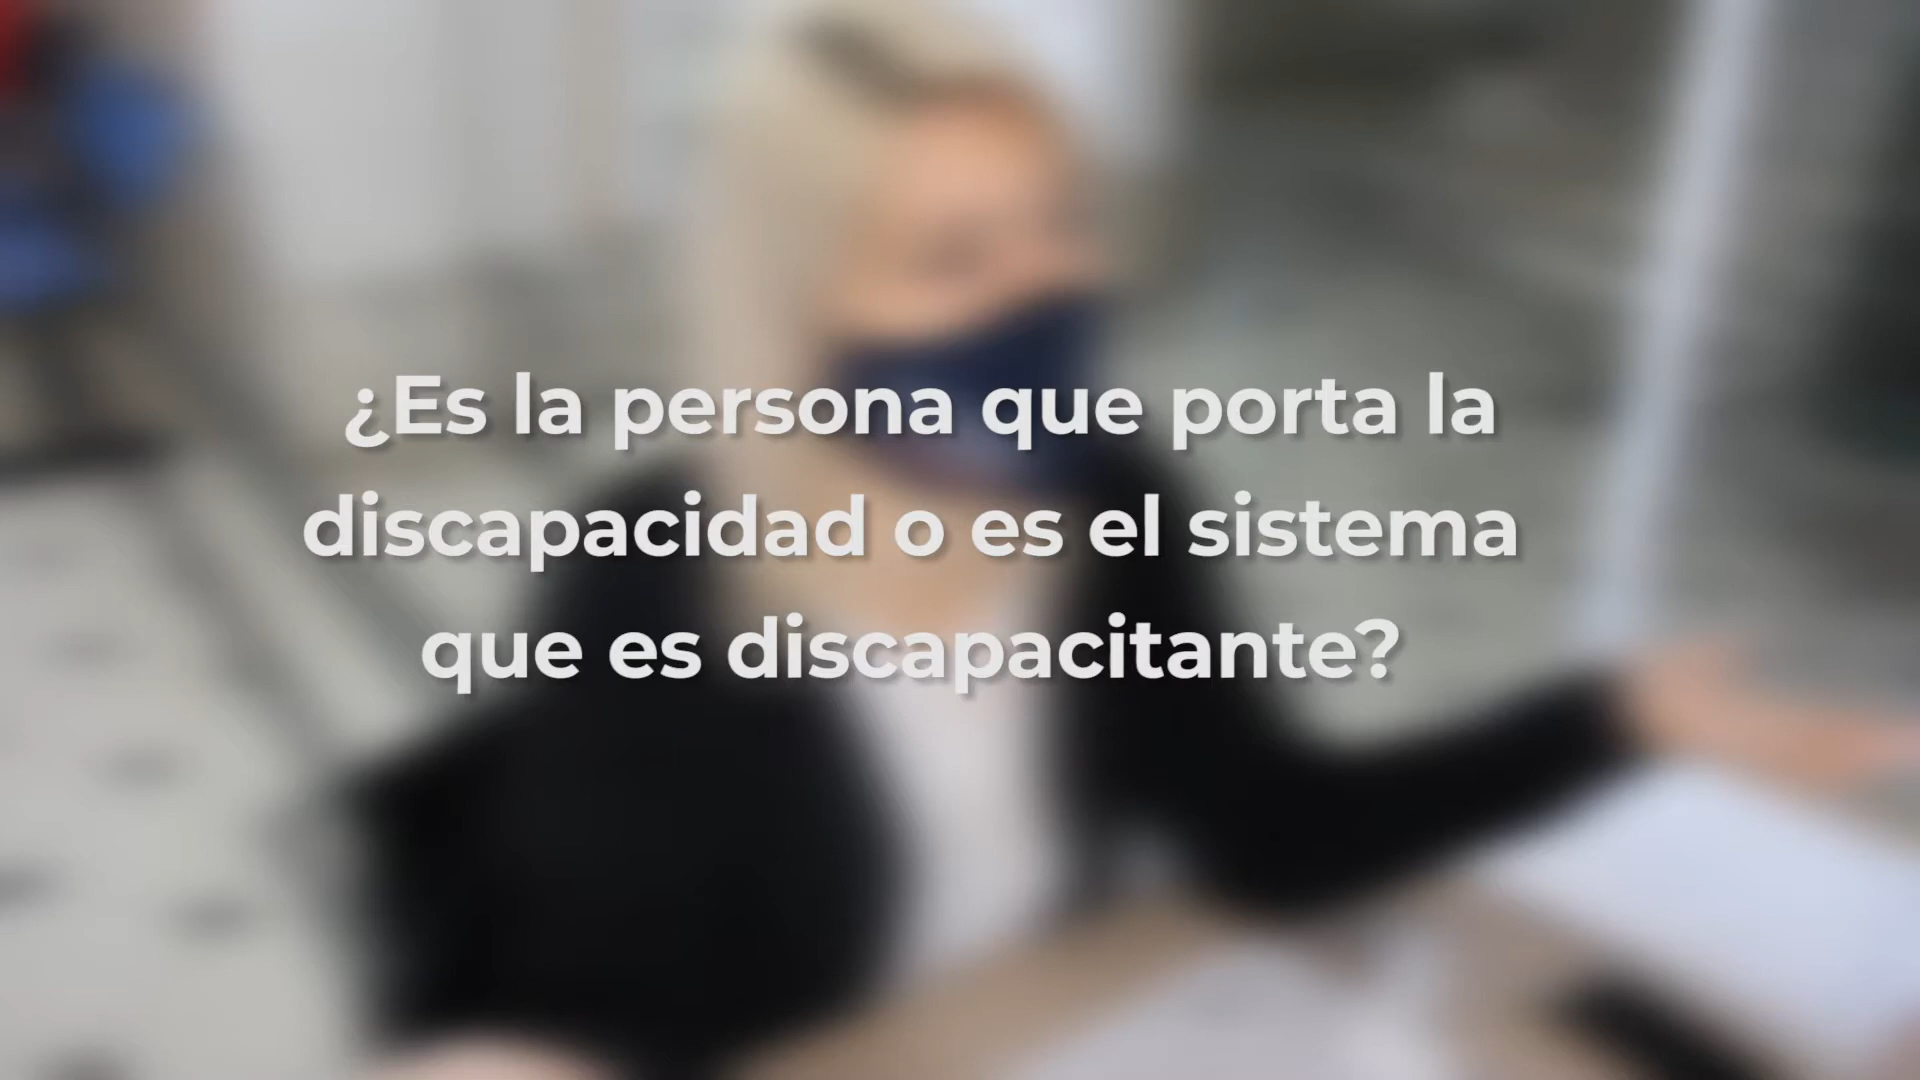 ¿Es la persona que porta la
discapacidad o es el sistema
que es discapacitante?